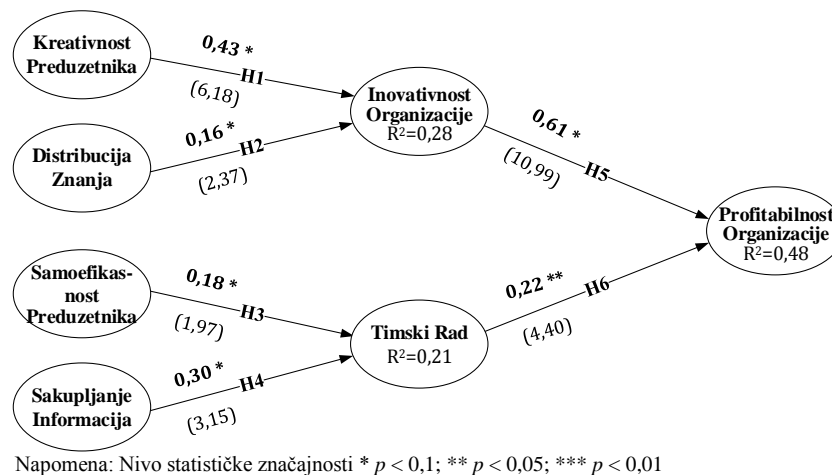 Kreativnost
Preduzetnika
0,43 *
H1
(6,18)
Inovativnost
Organizacije
R²=0,28
Distribucija
Znanja
0,16 *
H2
(2,37)
0,61 *
H5
(10,99)
Profitabilnost
Organizacije
R²=0,48
Samoefikas-
nost
Preduzetnika
0,18 *
H3
(1,97)
Timski Rad
R²=0,21
0,22 **
H6
(4,40)
Sakupljanje
Informacija
0,30 *
H4
(3,15)
Napomena: Nivo statističke značajnosti * p < 0,1; ** p < 0,05; *** p < 0,01